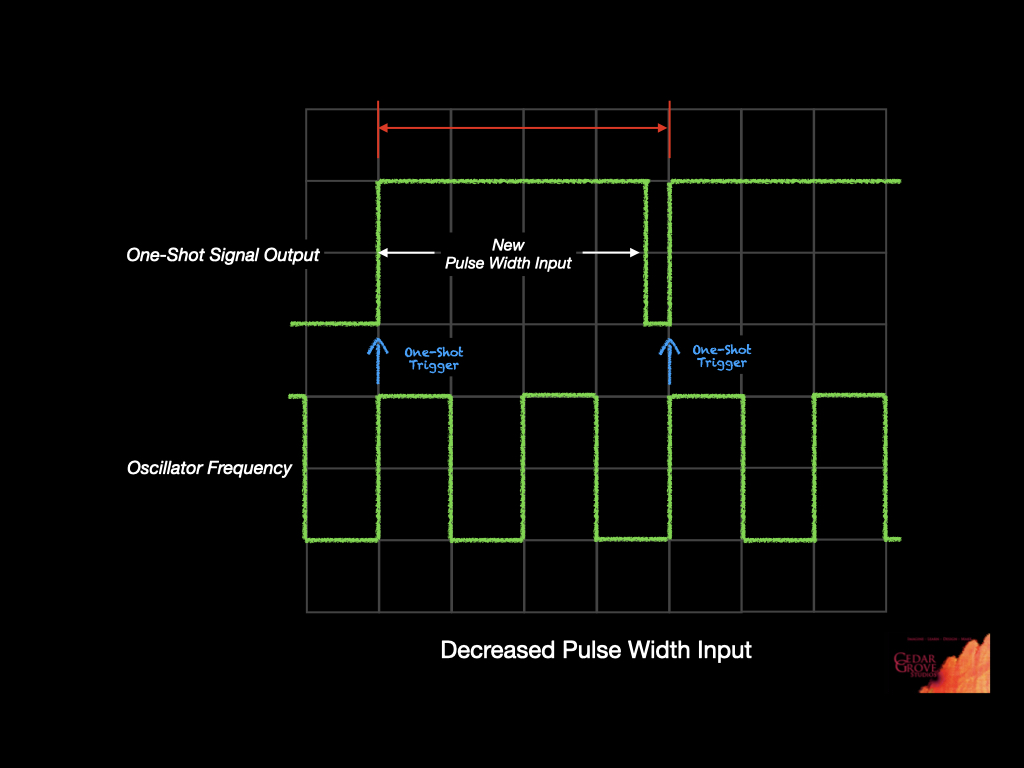 One-Shot Signal Output
New
Pulse Width Input
One-Shot
Trigger
One-Shot
Trigger
Oscillator Frequency
Decreased Pulse Width Input
CEDAR
GROVE
STUDIOS